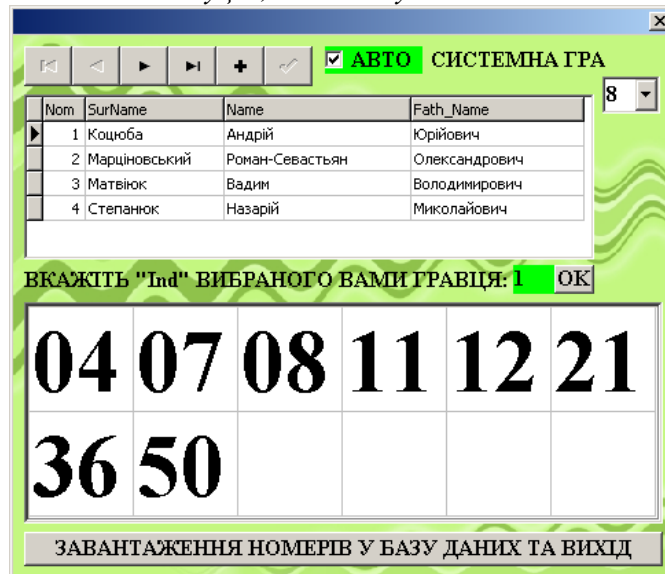 АВТО СИСТЕМНА ГРА
8
Nom SurName Name Fath_Name
1 Коцюба Андрій Юрійович
2 Марціновський Роман-Севастьян Олександрович
3 Матвіюк Вадим Володимирович
4 Степанюк Назарій Миколайович
ВКАЖІТЬ "Ind" ВИБРАНОГО ВАМИ ГРАВЦЯ: 1 OK
04 07 08 11 12 21
36 50
ЗАВАНТАЖЕННЯ НОМЕРІВ У БАЗУ ДАНИХ ТА ВИХІД